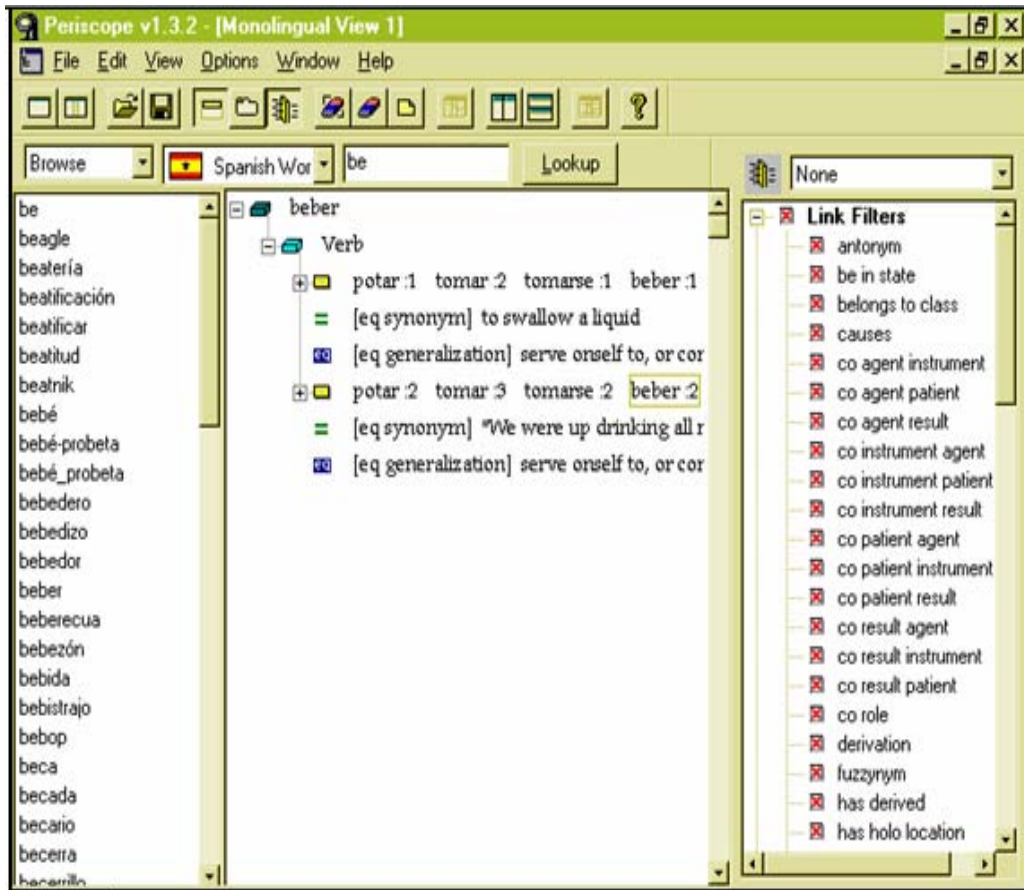 Periscope v1.3.2 - [Monolingual View 1]
File Edit View Options Window Help
Browse Spanish Wor be Lookup
None
be
beagle
beatería
beatificación
beatificar
beatitud
beatnik
bebé
bebé-probeta
bebé_probeta
bebedero
bebedizo
bebedor
beber
beberecua
bebezón
bebida
bebistrajo
bebop
beca
becada
becario
becerra
becerrillo
beber
Verb
potar :1 tomar :2 tomarse :1 beber :1
= [eq synonym] to swallow a liquid
EQ [eq generalization] serve onself to, or cor
potar :2 tomar :3 tomarse :2 beber :2
= [eq synonym] "We were up drinking all r
EQ [eq generalization] serve onself to, or cor
Link Filters
antonym
be in state
belongs to class
causes
co agent instrument
co agent patient
co agent result
co instrument agent
co instrument patient
co instrument result
co patient agent
co patient instrument
co patient result
co result agent
co result instrument
co result patient
co role
derivation
fuzzynym
has derived
has holo location